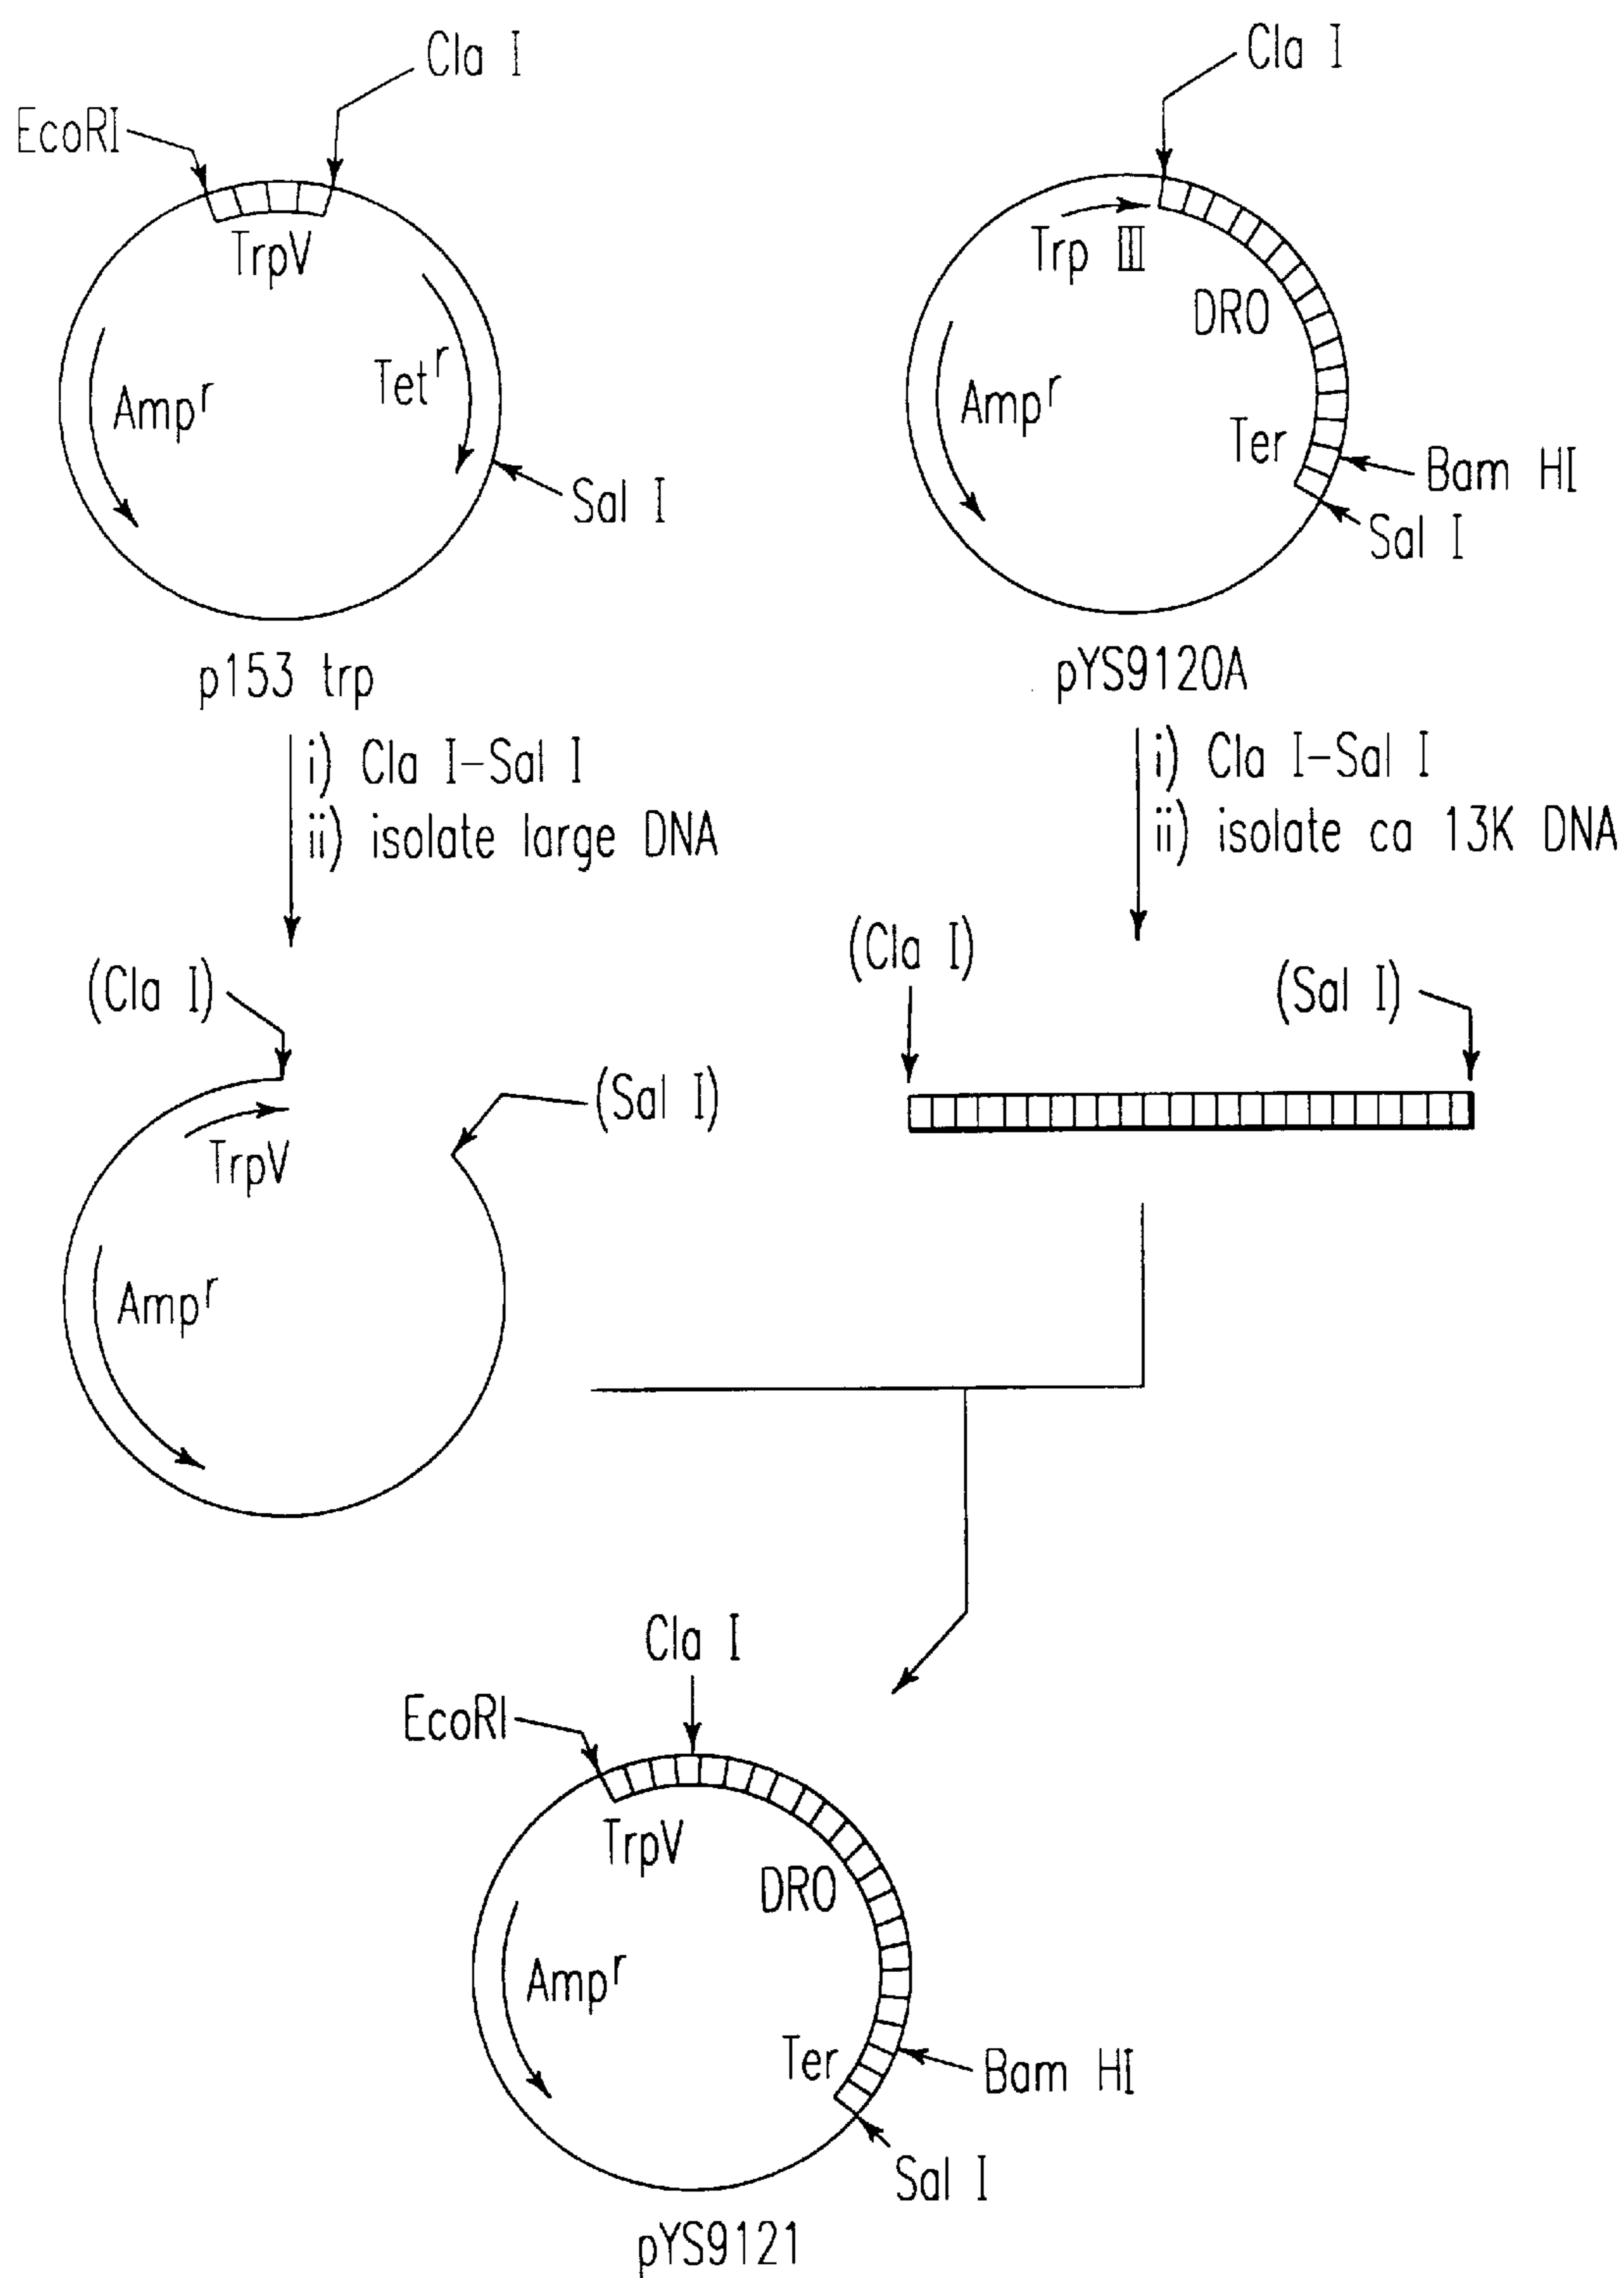 Cla I
EcoRI
TrpV
Tet^r
Amp^r
Sal I
p153 trp
Cla I
Trp III
DRO
Amp^r
Ter
Bam HI
Sal I
pYS9120A
i) Cla I-Sal I
ii) isolate large DNA
i) Cla I-Sal I
ii) isolate ca 13K DNA
(Cla I)
(Sal I)
TrpV
Amp^r
(Cla I)
(Sal I)
Cla I
EcoRI
TrpV
DRO
Amp^r
Ter
Bam HI
Sal I
pYS9121